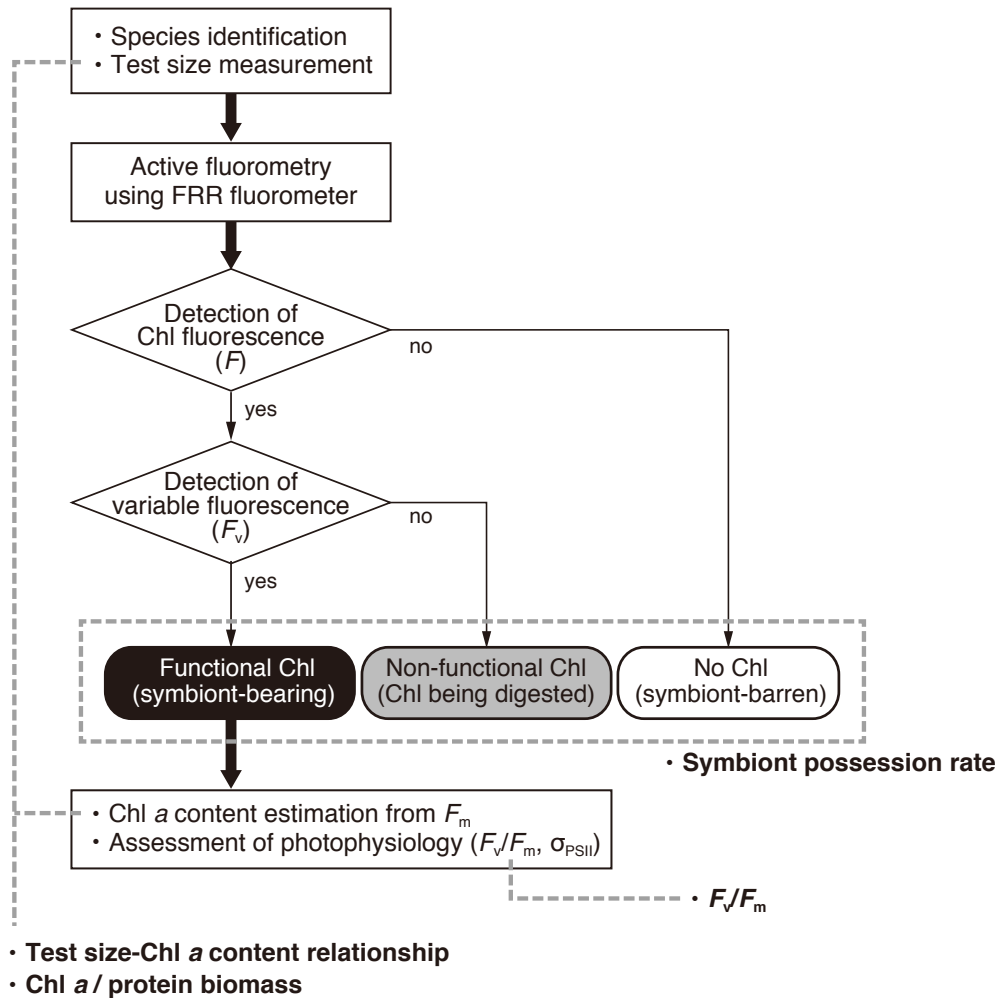 ・Species identification
・Test size measurement
Active fluorometry
using FRR fluorometer
Detection of
Chl fluorescence
(F)
no
yes
Detection of
variable fluorescence
(Fv)
no
yes
Functional Chl
(symbiont-bearing)
Non-functional Chl
(Chl being digested)
No Chl
(symbiont-barren)
・Symbiont possession rate
・Chl a content estimation from Fm
・Assessment of photophysiology (Fv/Fm, σPSII)
・Fv/Fm
・Test size-Chl a content relationship
・Chl a / protein biomass